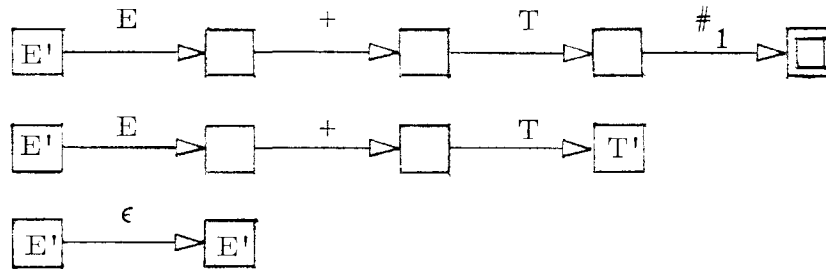 E + T #1
E'
E + T
E' T'
ϵ
E' E'